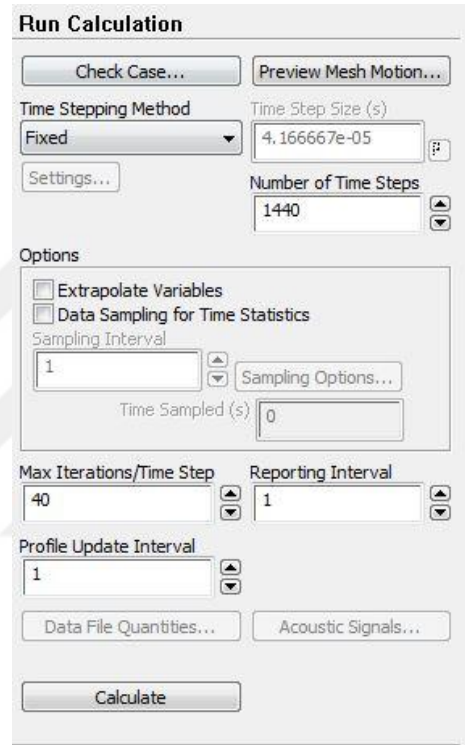 Run Calculation
Check Case... Preview Mesh Motion...
Time Stepping Method Time Step Size (s)
Fixed 4.166667e-05 P
Settings... Number of Time Steps
1440
Options
Extrapolate Variables
Data Sampling for Time Statistics
Sampling Interval
1 Sampling Options...
Time Sampled (s) 0
Max Iterations/Time Step Reporting Interval
40 1
Profile Update Interval
1
Data File Quantities... Acoustic Signals...
Calculate